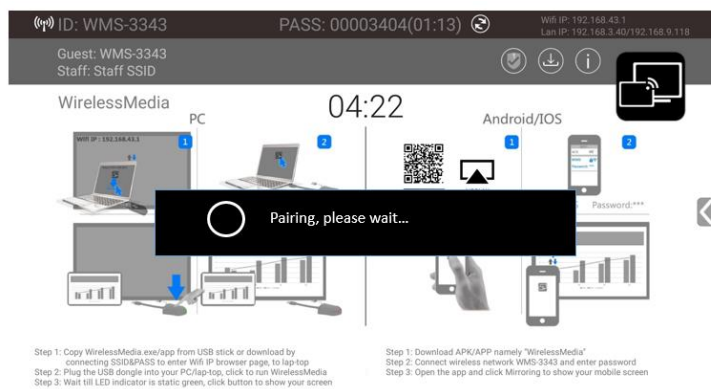 ID: WMS-3343
PASS: 00003404(01:13)
Wifi IP: 192.168.43.1
Lan IP: 192.168.3.40/192.168.9.118
Guest: WMS-3343
Staff: Staff SSID
WirelessMedia
04:22
PC
Android/IOS
Wifi IP : 192.168.43.1
1
2
1
2
Password:***
Pairing, please wait...
Step 1: Copy WirelessMedia.exe/app from USB stick or download by
connecting SSID&PASS to enter Wifi IP browser page, to lap-top
Step 2: Plug the USB dongle into your PC/lap-top, click to run WirelessMedia
Step 3: Wait till LED indicator is static green, click button to show your screen
Step 1: Download APK/APP namely "WirelessMedia"
Step 2: Connect wireless network WMS-3343 and enter password
Step 3: Open the app and click Mirroring to show your mobile screen